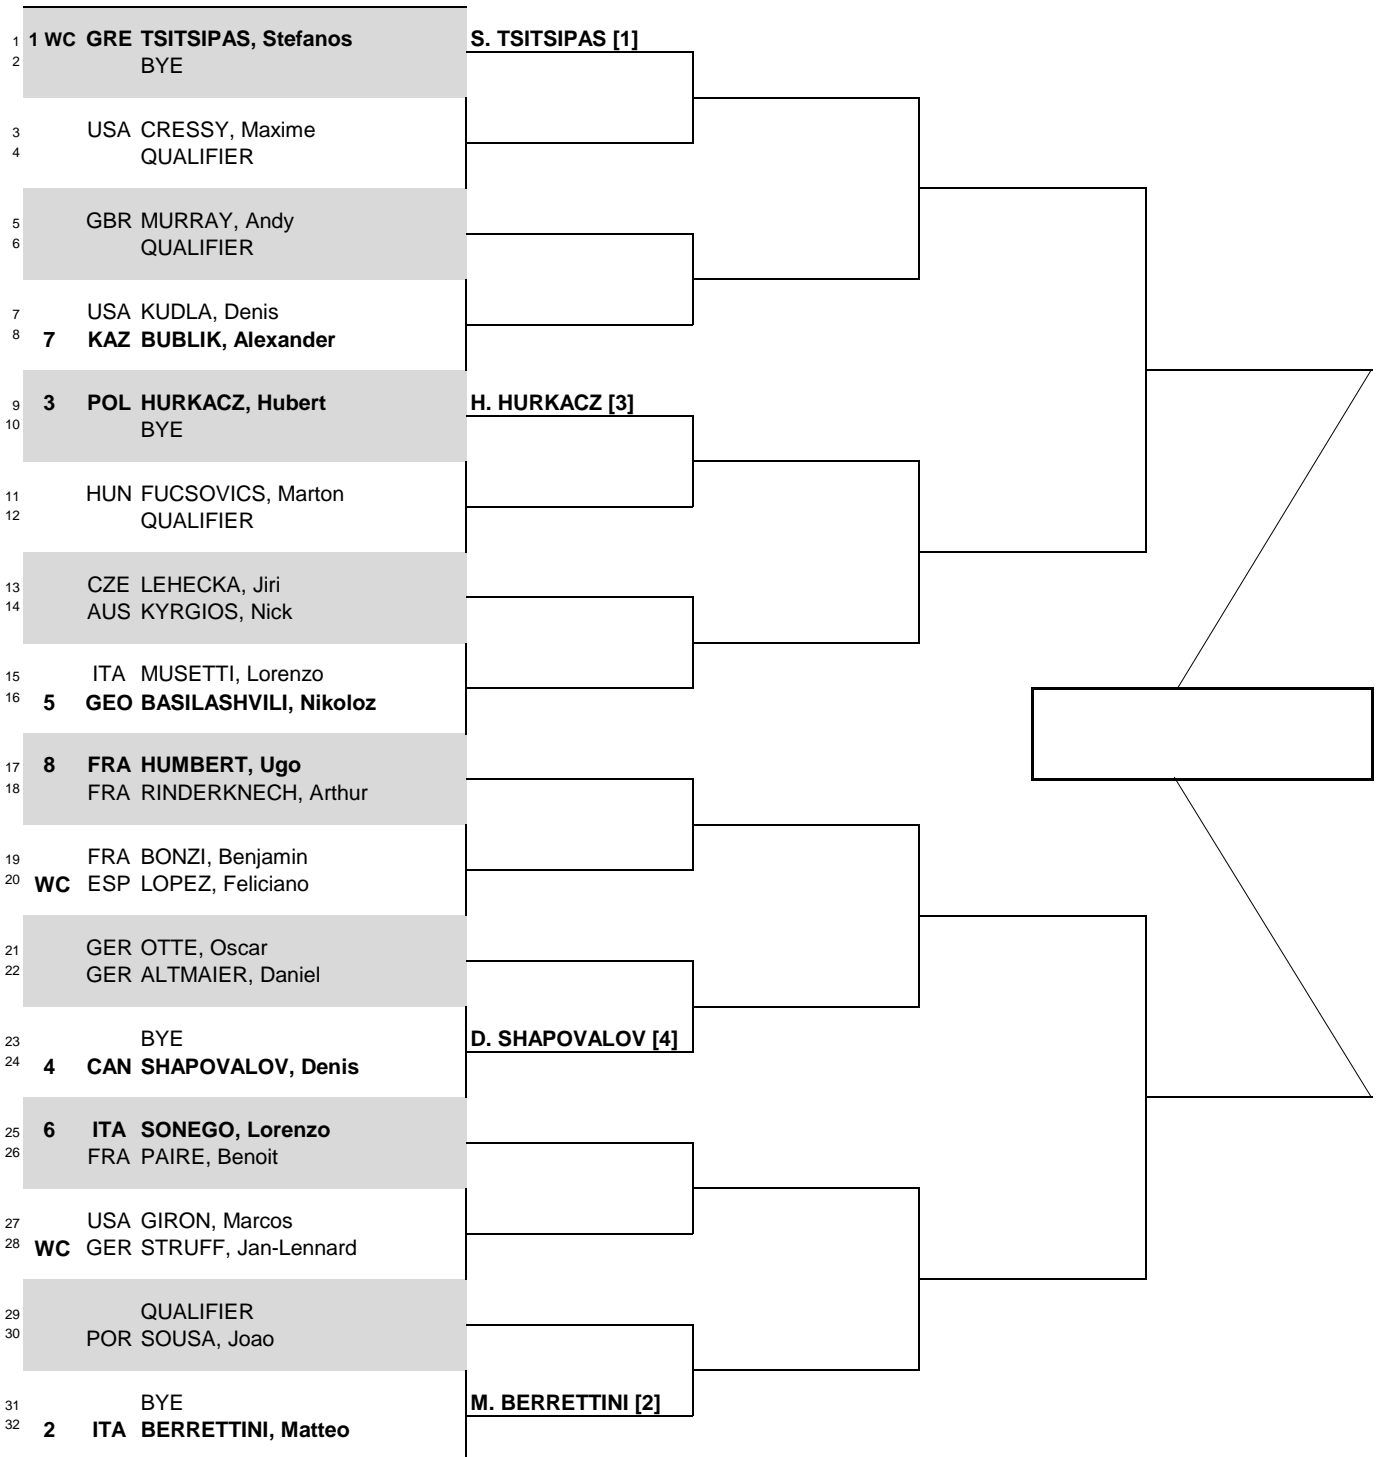 1 1 WC GRE TSITSIPAS, Stefanos S. TSITSIPAS [1]
2 BYE
3 USA CRESSY, Maxime
4 QUALIFIER
5 GBR MURRAY, Andy
6 QUALIFIER
7 USA KUDLA, Denis
8 7 KAZ BUBLIK, Alexander
9 3 POL HURKACZ, Hubert H. HURKACZ [3]
10 BYE
11 HUN FUCSOVICS, Marton
12 QUALIFIER
13 CZE LEHECKA, Jiri
14 AUS KYRGIOS, Nick
15 ITA MUSETTI, Lorenzo
16 5 GEO BASILASHVILI, Nikoloz
17 8 FRA HUMBERT, Ugo
18 FRA RINDERKNECH, Arthur
19 FRA BONZI, Benjamin
20 WC ESP LOPEZ, Feliciano
21 GER OTTE, Oscar
22 GER ALTMAIER, Daniel
23 BYE D. SHAPOVALOV [4]
24 4 CAN SHAPOVALOV, Denis
25 6 ITA SONEGO, Lorenzo
26 FRA PAIRE, Benoit
27 USA GIRON, Marcos
28 WC GER STRUFF, Jan-Lennard
29 QUALIFIER
30 POR SOUSA, Joao
31 BYE M. BERRETTINI [2]
32 2 ITA BERRETTINI, Matteo